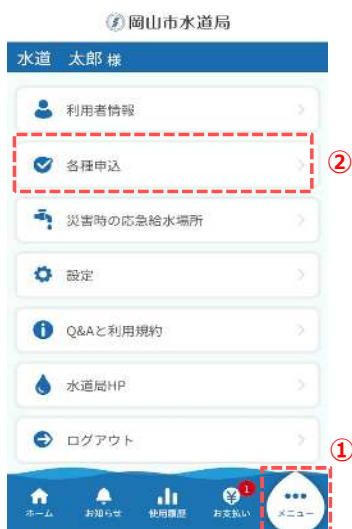 岡山市水道局
水道 太郎 様
利用者情報
各種申込
②
災害時の応急給水場所
設定
Q&Aと利用規約
水道局HP
ログアウト
①
1
ホーム お知らせ 使用履歴 お支払い メニュー